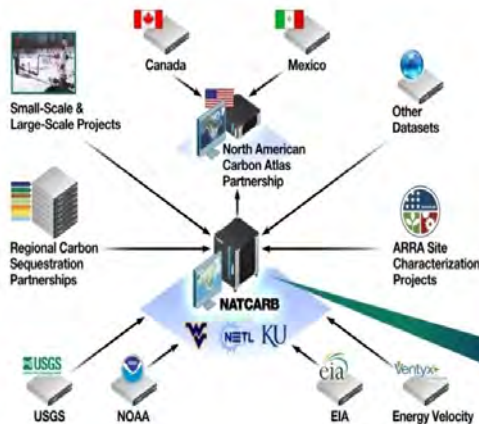 Canada
Mexico
Small-Scale &
Large-Scale Projects
Other
Datasets
North American
Carbon Atlas
Partnership
Regional Carbon
Sequestration
Partnerships
ARRA Site
Characterization
Projects
NATCARB
WV
NETL
KU
USGS
eia
Ventyx
USGS
NOAA
EIA
Energy Velocity